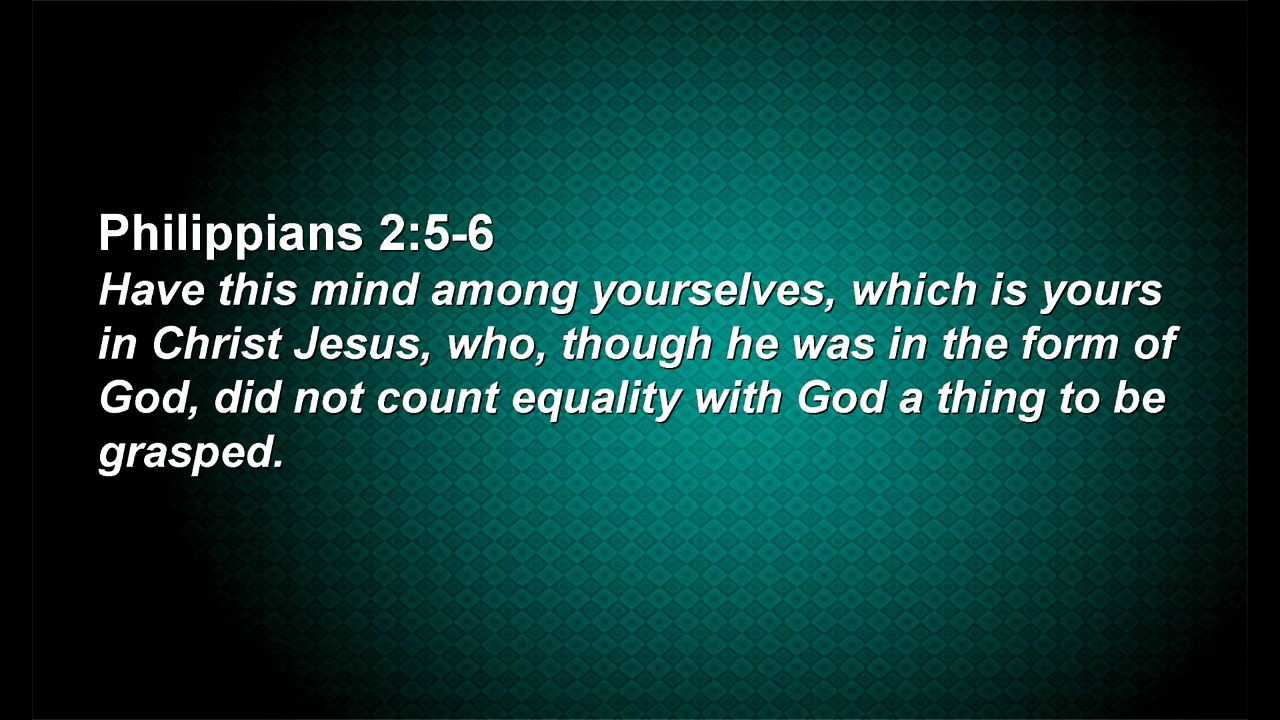 Philippians 2:5-6
Have this mind among yourselves, which is yours
in Christ Jesus, who, though he was in the form of
God, did not count equality with God a thing to be
grasped.